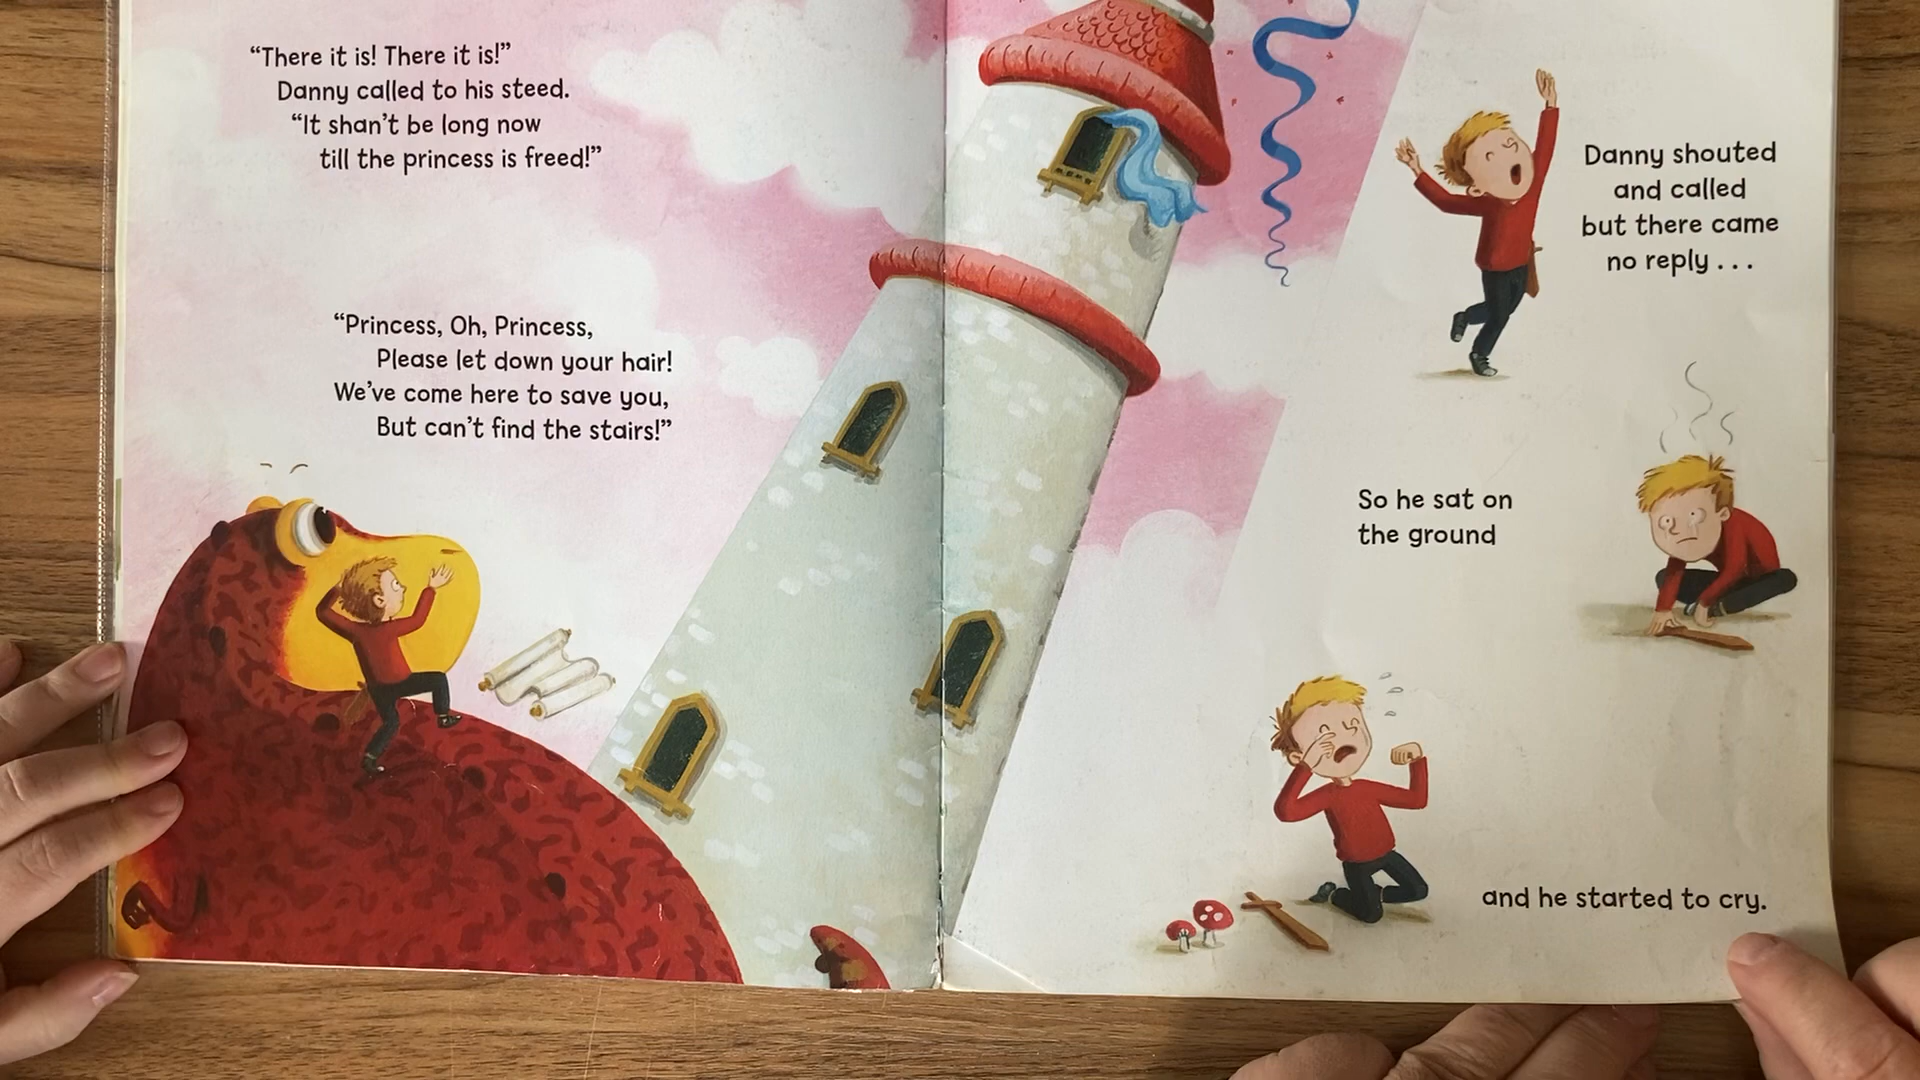 “There it is! There it is!”
Danny called to his steed.
“It shan’t be long now
till the princess is freed!”
“Princess, Oh, Princess,
Please let down your hair!
We’ve come here to save you,
But can’t find the stairs!”
Danny shouted
and called
but there came
no reply . . .
So he sat on
the ground
and he started to cry.